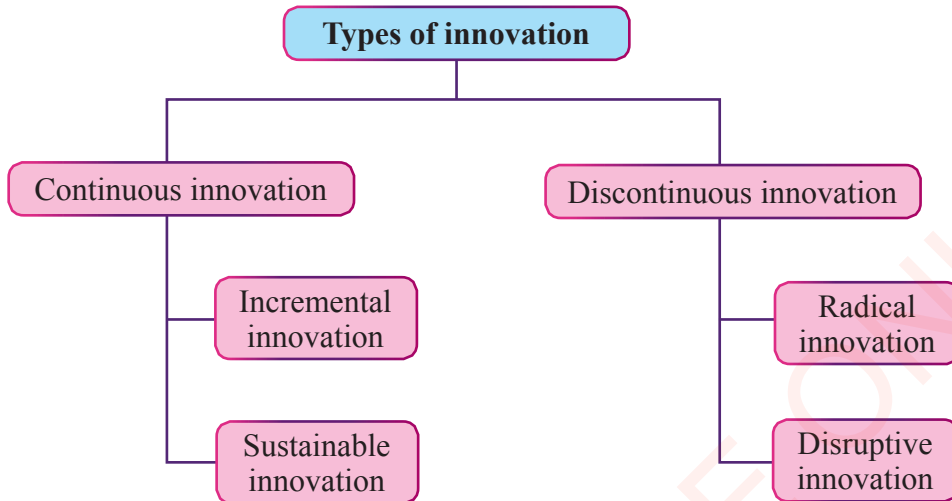 Types of innovation
Continuous innovation
Discontinuous innovation
Incremental
innovation
Radical
innovation
Sustainable
innovation
Disruptive
innovation